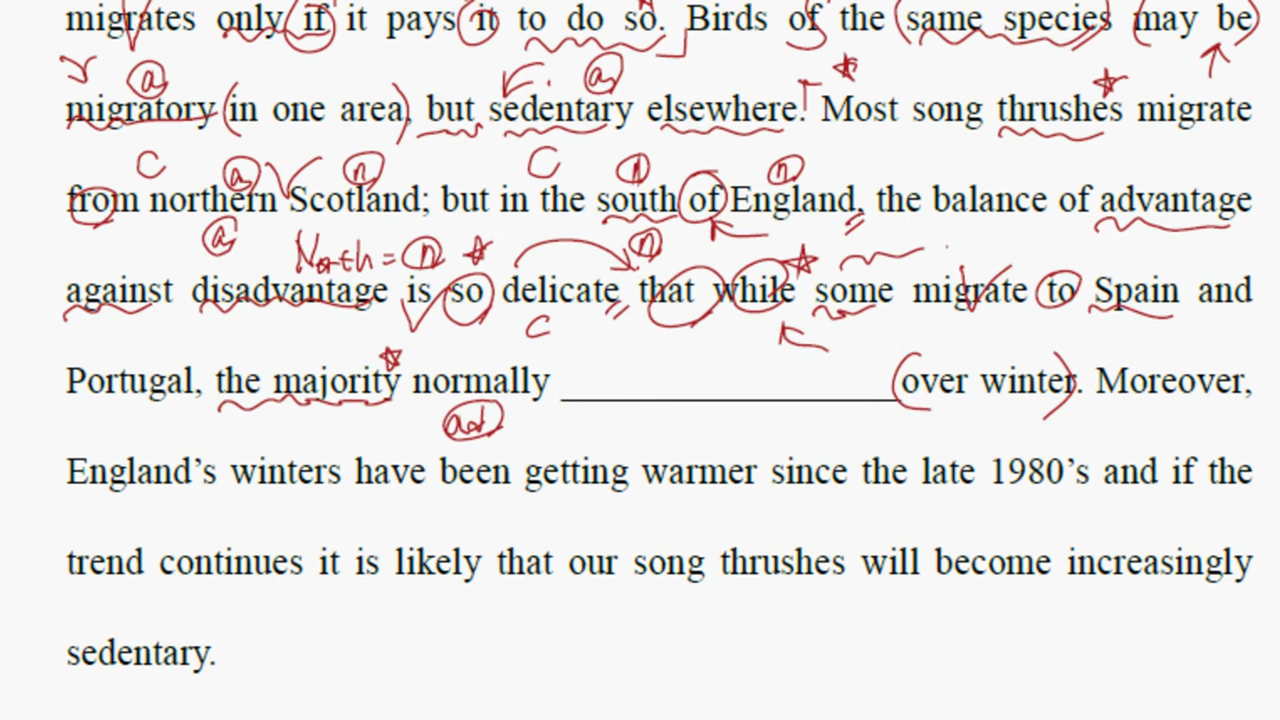 migrates only if it pays it to do so. Birds of the same species may be
ⓐ ⓐ
migratory in one area, but sedentary elsewhere. Most song thrushes migrate
C ⓐ ⓝ C ⓝ ⓝ
from northern Scotland; but in the south of England, the balance of advantage
ⓐ North = ⓝ ⓝ
against disadvantage is so delicate that while some migrate to Spain and
C
Portugal, the majority normally ____________ over winter. Moreover,
ad
England’s winters have been getting warmer since the late 1980’s and if the
trend continues it is likely that our song thrushes will become increasingly
sedentary.